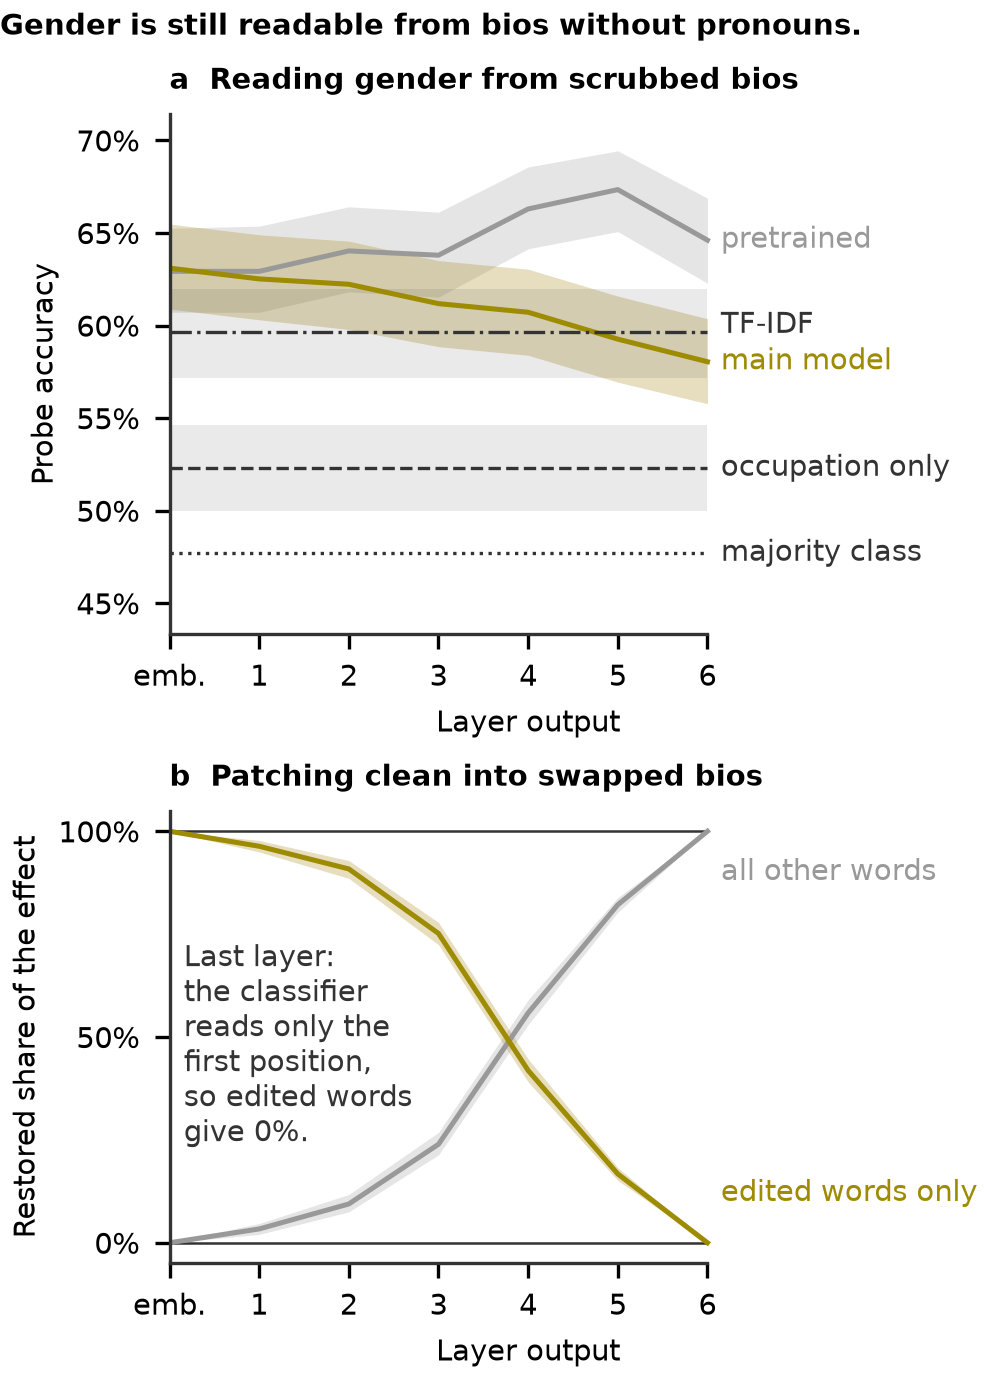 Gender is still readable from bios without pronouns.
a Reading gender from scrubbed bios
Probe accuracy
70%
65%
60%
55%
50%
45%
pretrained
TF-IDF
main model
occupation only
majority class
emb. 1 2 3 4 5 6
Layer output
b Patching clean into swapped bios
Restored share of the effect
100%
50%
0%
all other words
Last layer:
the classifier
reads only the
first position,
so edited words
give 0%.
edited words only
emb. 1 2 3 4 5 6
Layer output